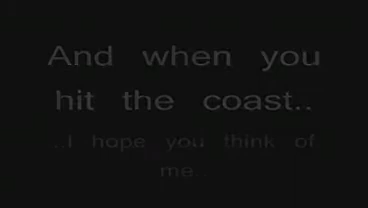 And when you
hit the coast..
..I hope you think of
me.